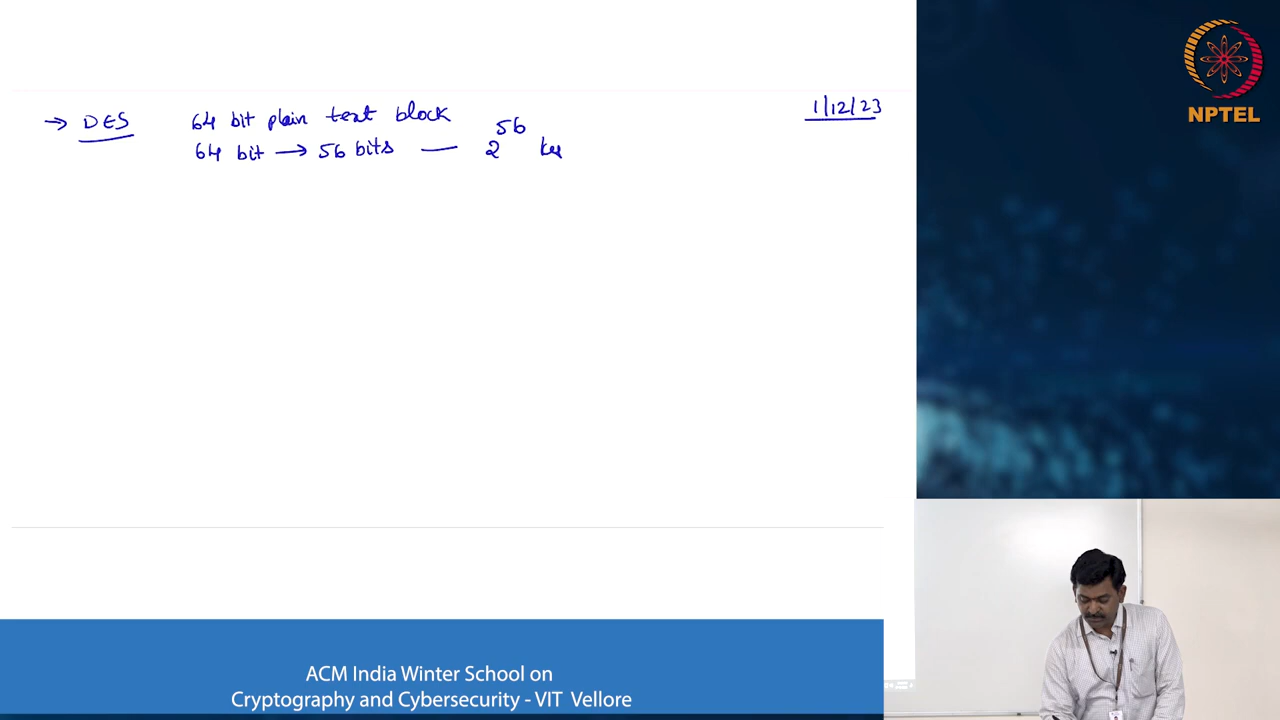 1/12/23
→ DES 64 bit plain text block
64 bit → 56 bits — 2^56 key
NPTEL
ACM India Winter School on
Cryptography and Cybersecurity - VIT Vellore